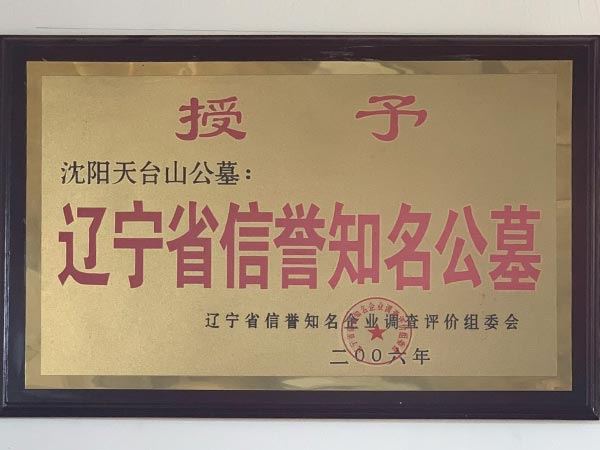 授予
沈阳天台山公墓：
辽宁省信誉知名公墓
辽宁省信誉知名企业调查评价组委会
二00六年